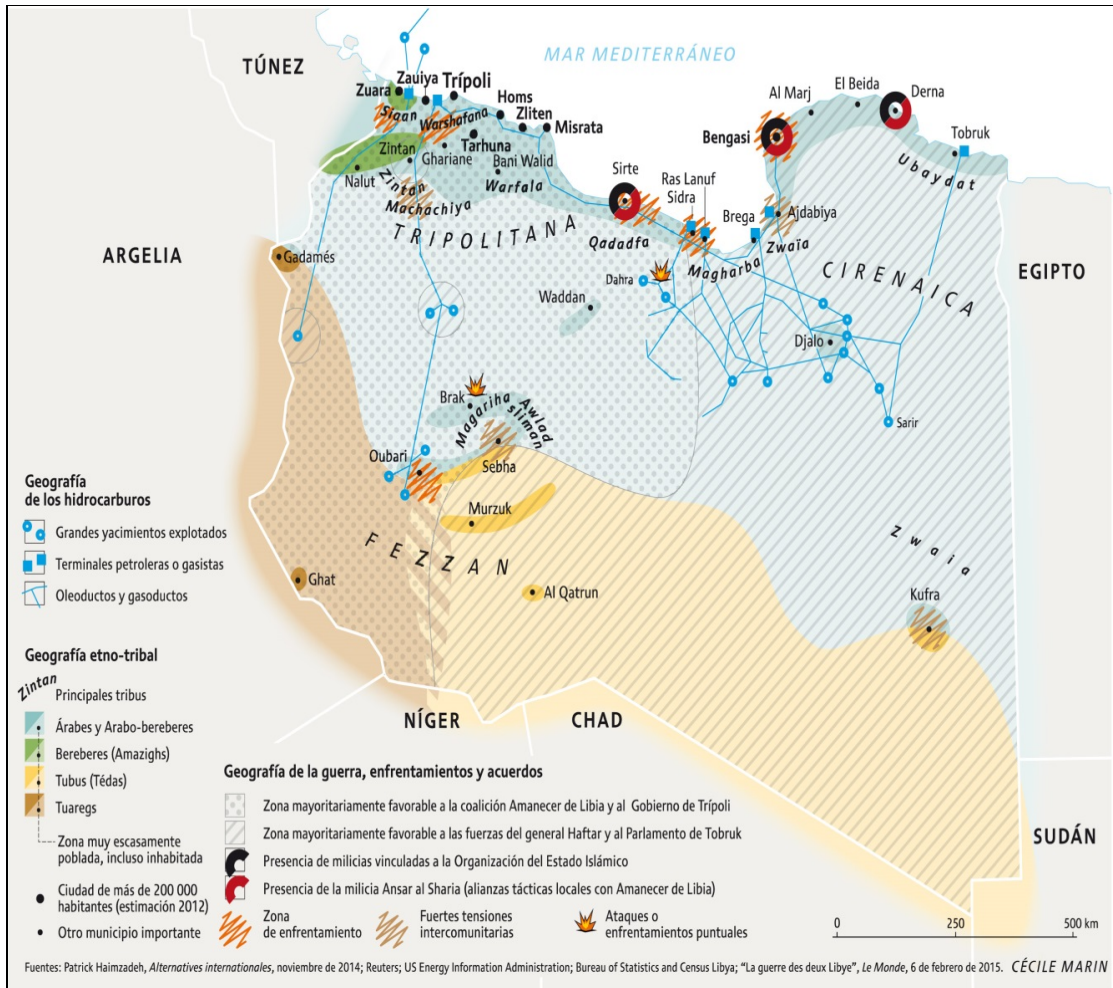 MAR MEDITERRÁNEO
TÚNEZ
Zuara
Zauiya
Trípoli
Siaan
Warshafana
Homs
Zliten
Misrata
Tarhuna
Zintan
Ghariane
Bani Walid
Nalut
Zintan
Machachiya
Warfala
Al Marj
El Beida
Derna
Bengasi
Tobruk
Ubaydat
Sirte
Ras Lanuf
Sidra
Brega
Ajdabiya
Qadadfa
Magharba
Zwaïa
TRIPOLITANA
CIRENAICA
ARGELIA
EGIPTO
Gadamés
Dahra
Waddan
Djalo
Sarir
Brak
Magariha
Awlad
sliman
Sebha
Oubari
Murzuk
FEZZAN
Ghat
Al Qatrun
Zwaia
Kufra
NÍGER
CHAD
SUDÁN
Geografía
de los hidrocarburos
Grandes yacimientos explotados
Terminales petroleras o gasistas
Oleoductos y gasoductos
Geografía etno-tribal
Zintan
Principales tribus
Árabes y Arabo-bereberes
Bereberes (Amazighs)
Tubus (Tédas)
Tuaregs
Zona muy escasamente
poblada, incluso inhabitada
Ciudad de más de 200 000
habitantes (estimación 2012)
Otro municipio importante
Geografía de la guerra, enfrentamientos y acuerdos
Zona mayoritariamente favorable a la coalición Amanecer de Libia y al Gobierno de Trípoli
Zona mayoritariamente favorable a las fuerzas del general Haftar y al Parlamento de Tobruk
Presencia de milicias vinculadas a la Organización del Estado Islámico
Presencia de la milicia Ansar al Sharia (alianzas tácticas locales con Amanecer de Libia)
Zona
de enfrentamiento
Fuertes tensiones
intercomunitarias
Ataques o
enfrentamientos puntuales
0 250 500 km
Fuentes: Patrick Haimzadeh, Alternatives internationales, noviembre de 2014; Reuters; US Energy Information Administration; Bureau of Statistics and Census Libya; "La guerre des deux Libye", Le Monde, 6 de febrero de 2015. CÉCILE MARIN